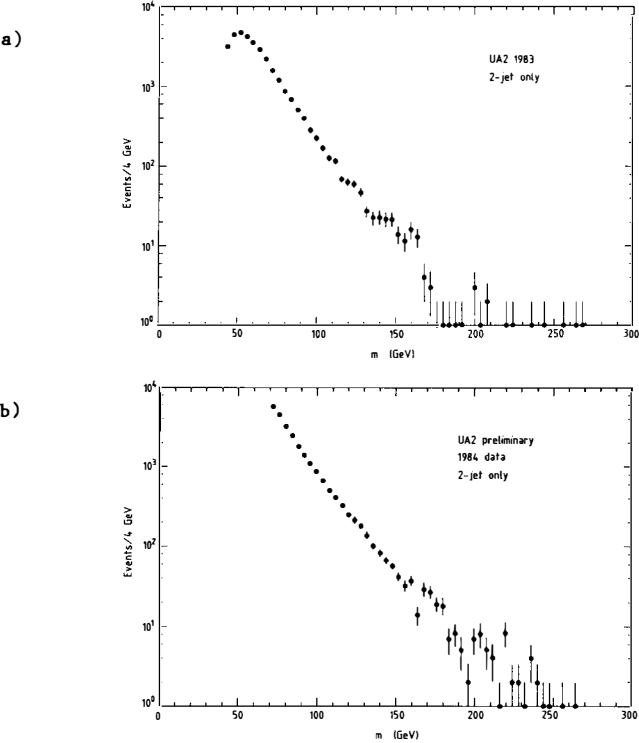 a)
10⁴
10³
10²
10¹
10⁰
Events/4 GeV
UA2 1983
2-jet only
0 50 100 150 200 250 300
m (GeV)
b)
10⁴
10³
10²
10¹
10⁰
Events/4 GeV
UA2 preliminary
1984 data
2-jet only
0 50 100 150 200 250 300
m (GeV)